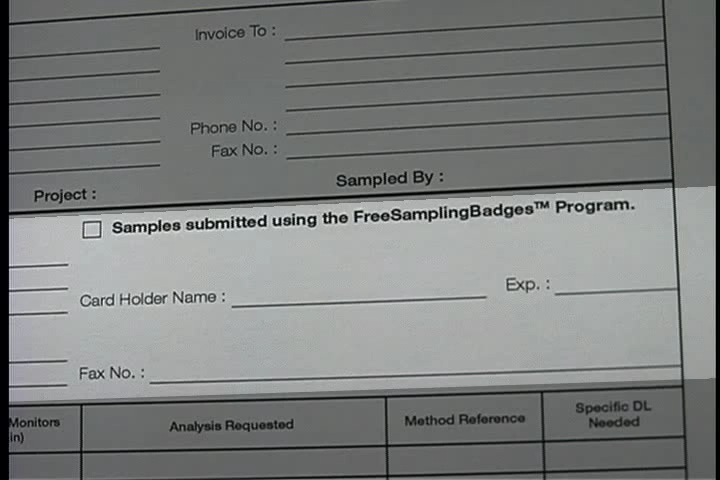 Invoice To :
Phone No. :
Fax No. :
Project :
Sampled By :
Samples submitted using the FreeSamplingBadges™ Program.
Card Holder Name :
Exp. :
Fax No. :
Monitors
in)
Analysis Requested
Method Reference
Specific DL
Needed